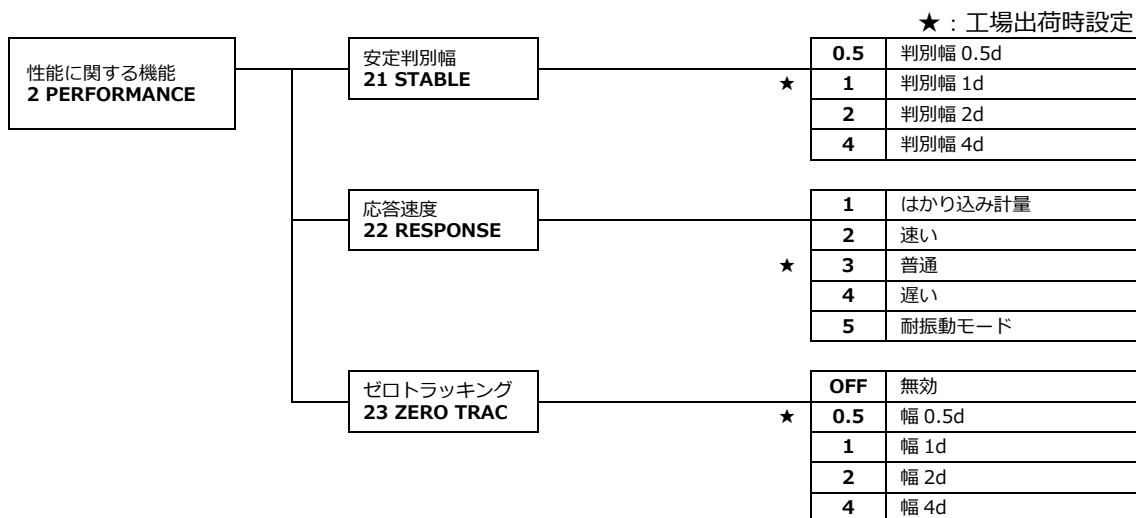 ★：工場出荷時設定
性能に関する機能
2 PERFORMANCE
安定判別幅
21 STABLE
0.5 判別幅 0.5d
★ 1 判別幅 1d
2 判別幅 2d
4 判別幅 4d
応答速度
22 RESPONSE
1 はかり込み計量
2 速い
★ 3 普通
4 遅い
5 耐振動モード
ゼロトラッキング
23 ZERO TRAC
OFF 無効
★ 0.5 幅 0.5d
1 幅 1d
2 幅 2d
4 幅 4d